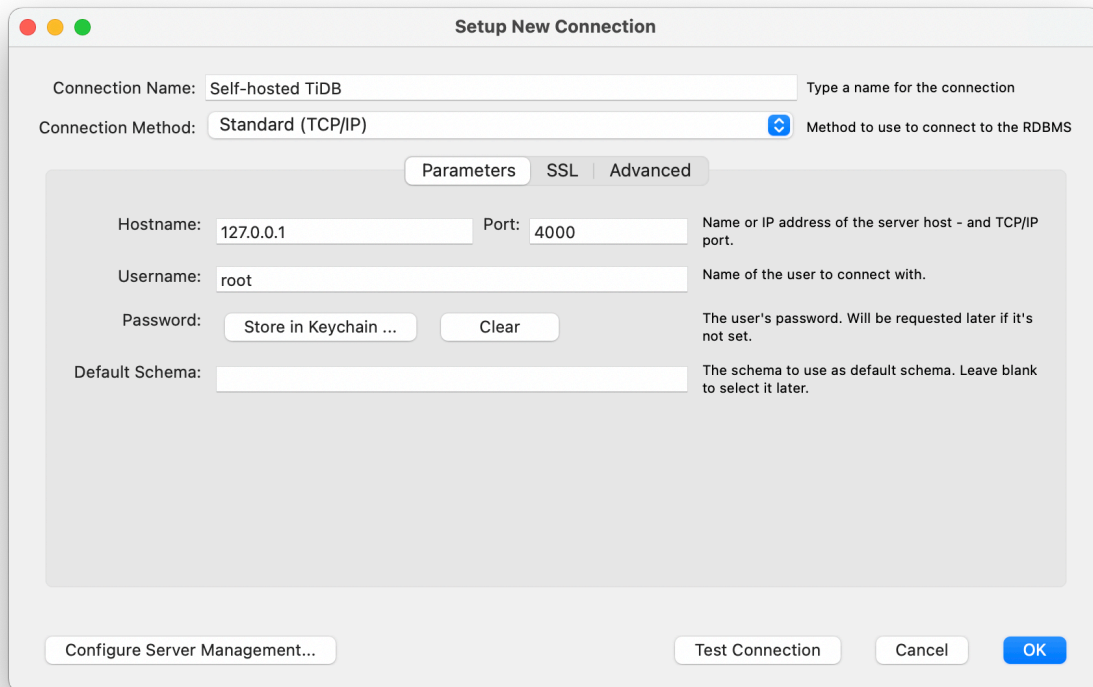 Setup New Connection
Connection Name: Self-hosted TiDB Type a name for the connection
Connection Method: Standard (TCP/IP) Method to use to connect to the RDBMS
Parameters SSL Advanced
Hostname: 127.0.0.1 Port: 4000 Name or IP address of the server host - and TCP/IP
port.
Username: root Name of the user to connect with.
Password: Store in Keychain ... Clear The user's password. Will be requested later if it's
not set.
Default Schema: The schema to use as default schema. Leave blank
to select it later.
Configure Server Management... Test Connection Cancel OK